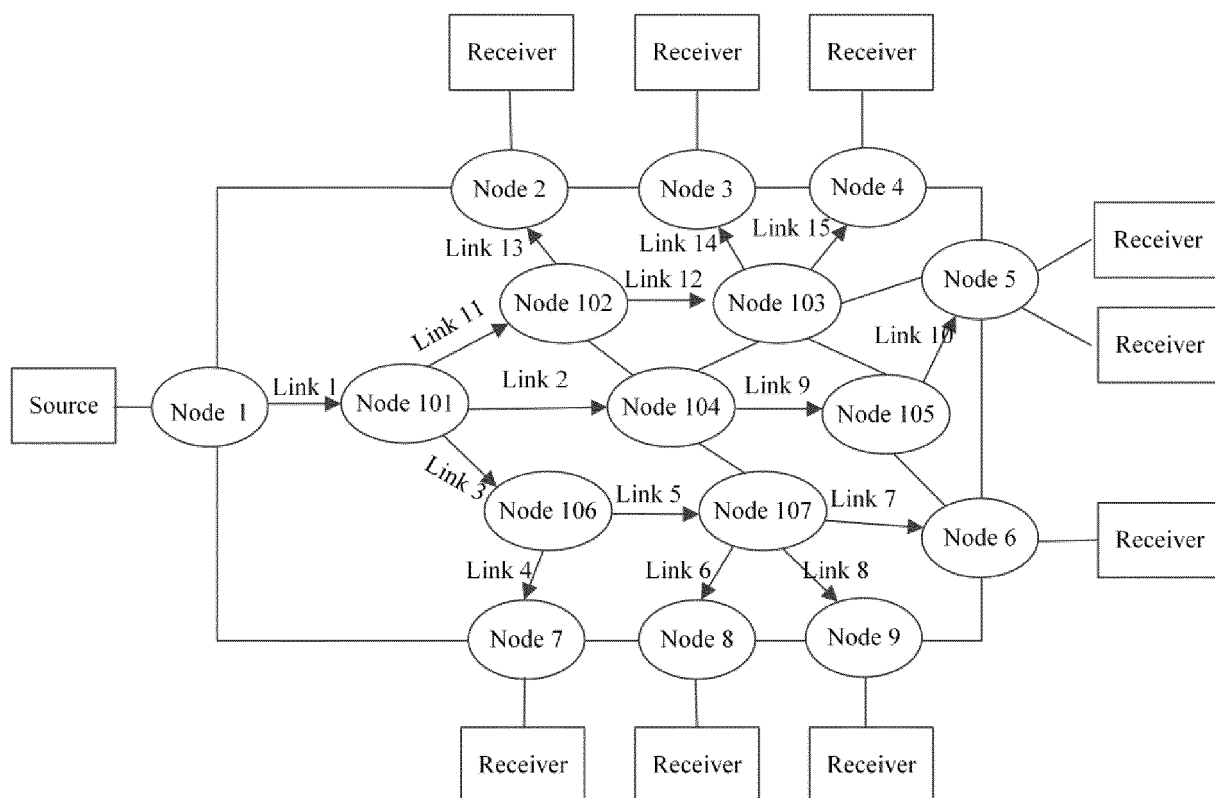 Receiver
Receiver
Receiver
Node 2
Node 3
Node 4
Link 13
Link 14
Link 15
Receiver
Node 5
Link 12
Node 102
Node 103
Link 11
Link 10
Receiver
Link 1
Link 2
Link 9
Source
Node 1
Node 101
Node 104
Node 105
Link 3
Link 5
Link 7
Node 106
Node 107
Node 6
Receiver
Link 4
Link 6
Link 8
Node 7
Node 8
Node 9
Receiver
Receiver
Receiver